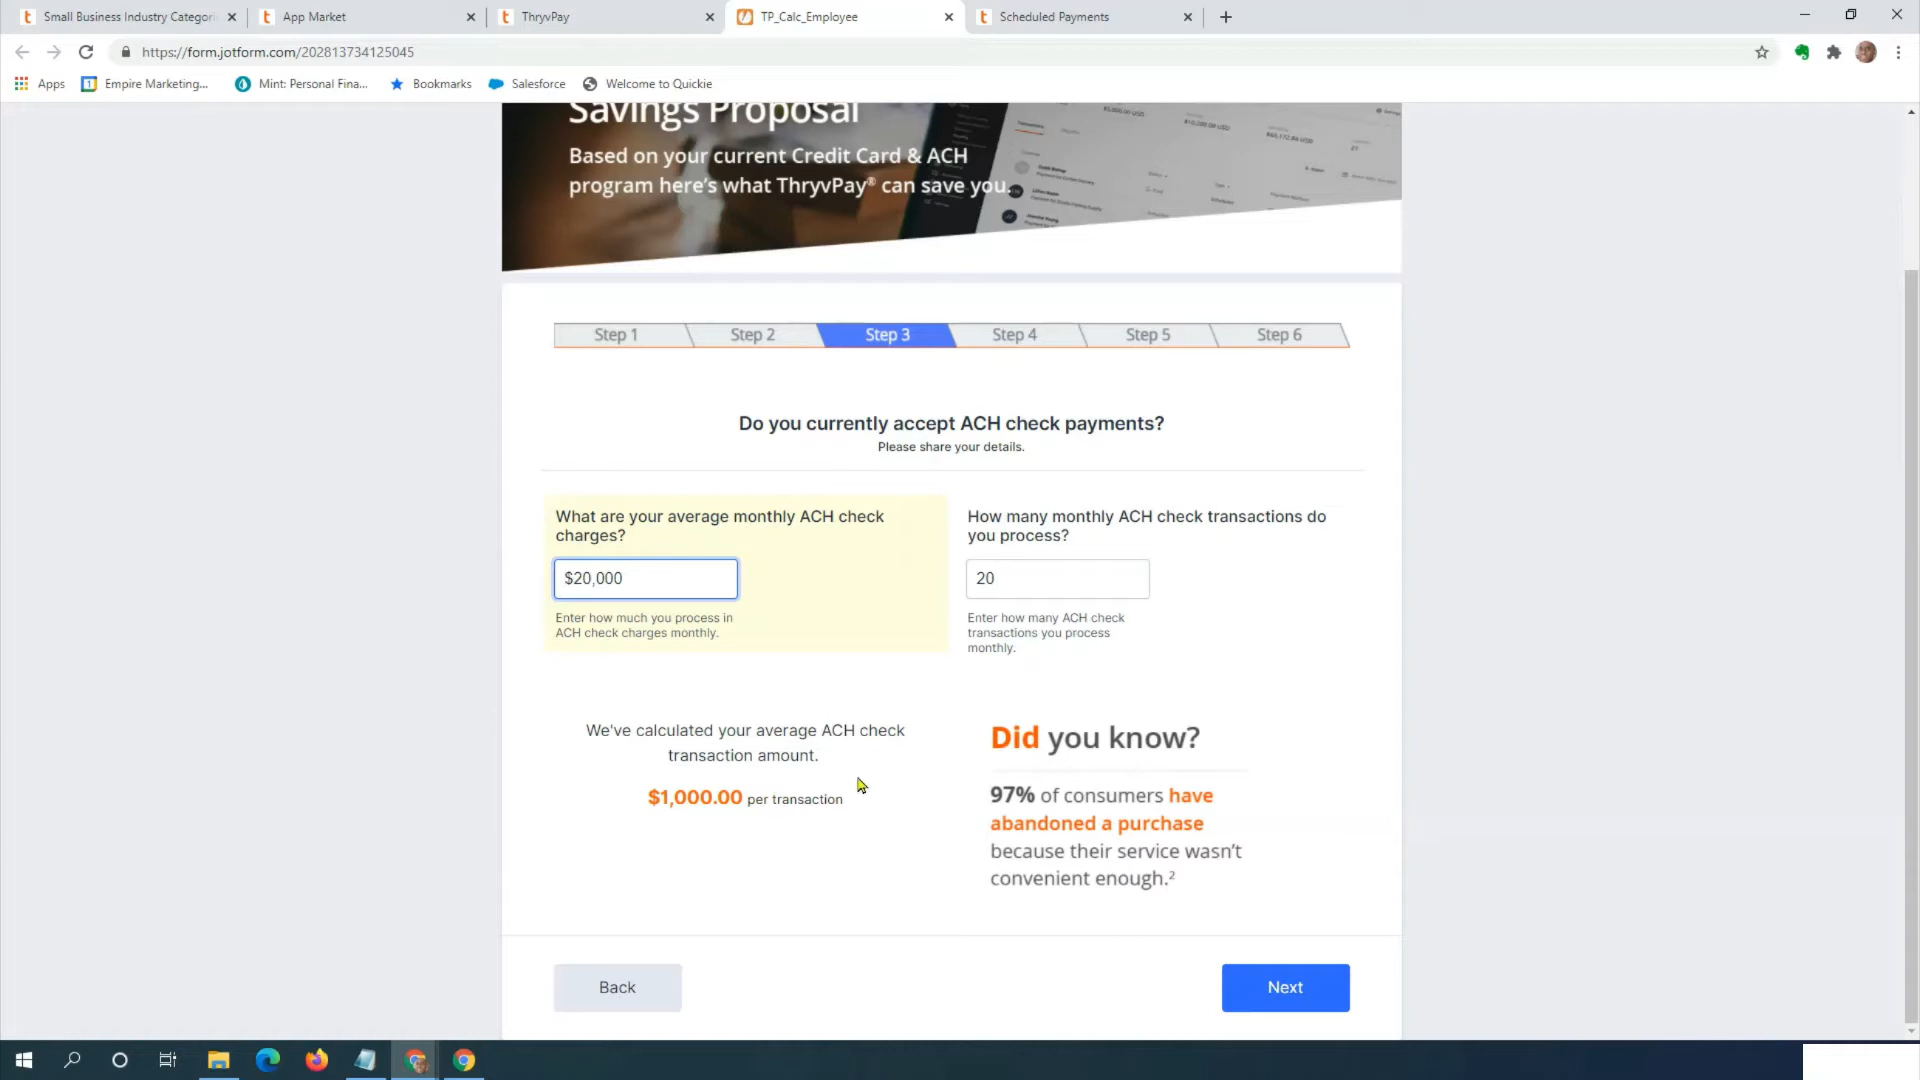 Small Business Industry Categori
App Market
ThryvPay
TP_Calc_Employee
Scheduled Payments
https://form.jotform.com/202813734125045
Apps
Empire Marketing...
Mint: Personal Fina...
Bookmarks
Salesforce
Welcome to Quickie
Savings Proposal
Based on your current Credit Card & ACH
program here's what ThryvPay® can save you.
Step 1
Step 2
Step 3
Step 4
Step 5
Step 6
Do you currently accept ACH check payments?
Please share your details.
What are your average monthly ACH check
charges?
$20,000
Enter how much you process in
ACH check charges monthly.
How many monthly ACH check transactions do
you process?
20
Enter how many ACH check
transactions you process
monthly.
We've calculated your average ACH check
transaction amount.
$1,000.00 per transaction
Did you know?
97% of consumers have
abandoned a purchase
because their service wasn't
convenient enough.²
Back
Next